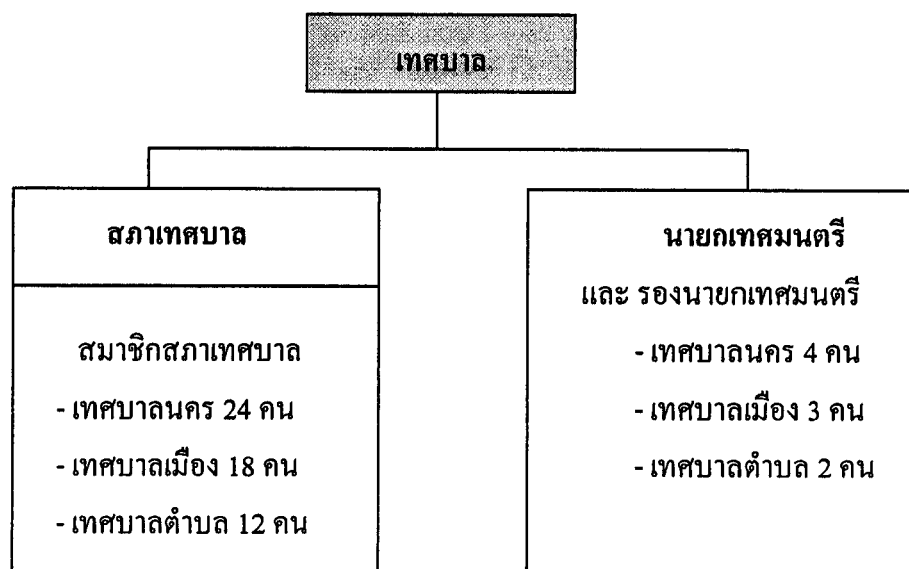 เทศบาล
สภาเทศบาล
สมาชิกสภาเทศบาล
- เทศบาลนคร 24 คน
- เทศบาลเมือง 18 คน
- เทศบาลตำบล 12 คน
นายกเทศมนตรี
และ รองนายกเทศมนตรี
- เทศบาลนคร 4 คน
- เทศบาลเมือง 3 คน
- เทศบาลตำบล 2 คน